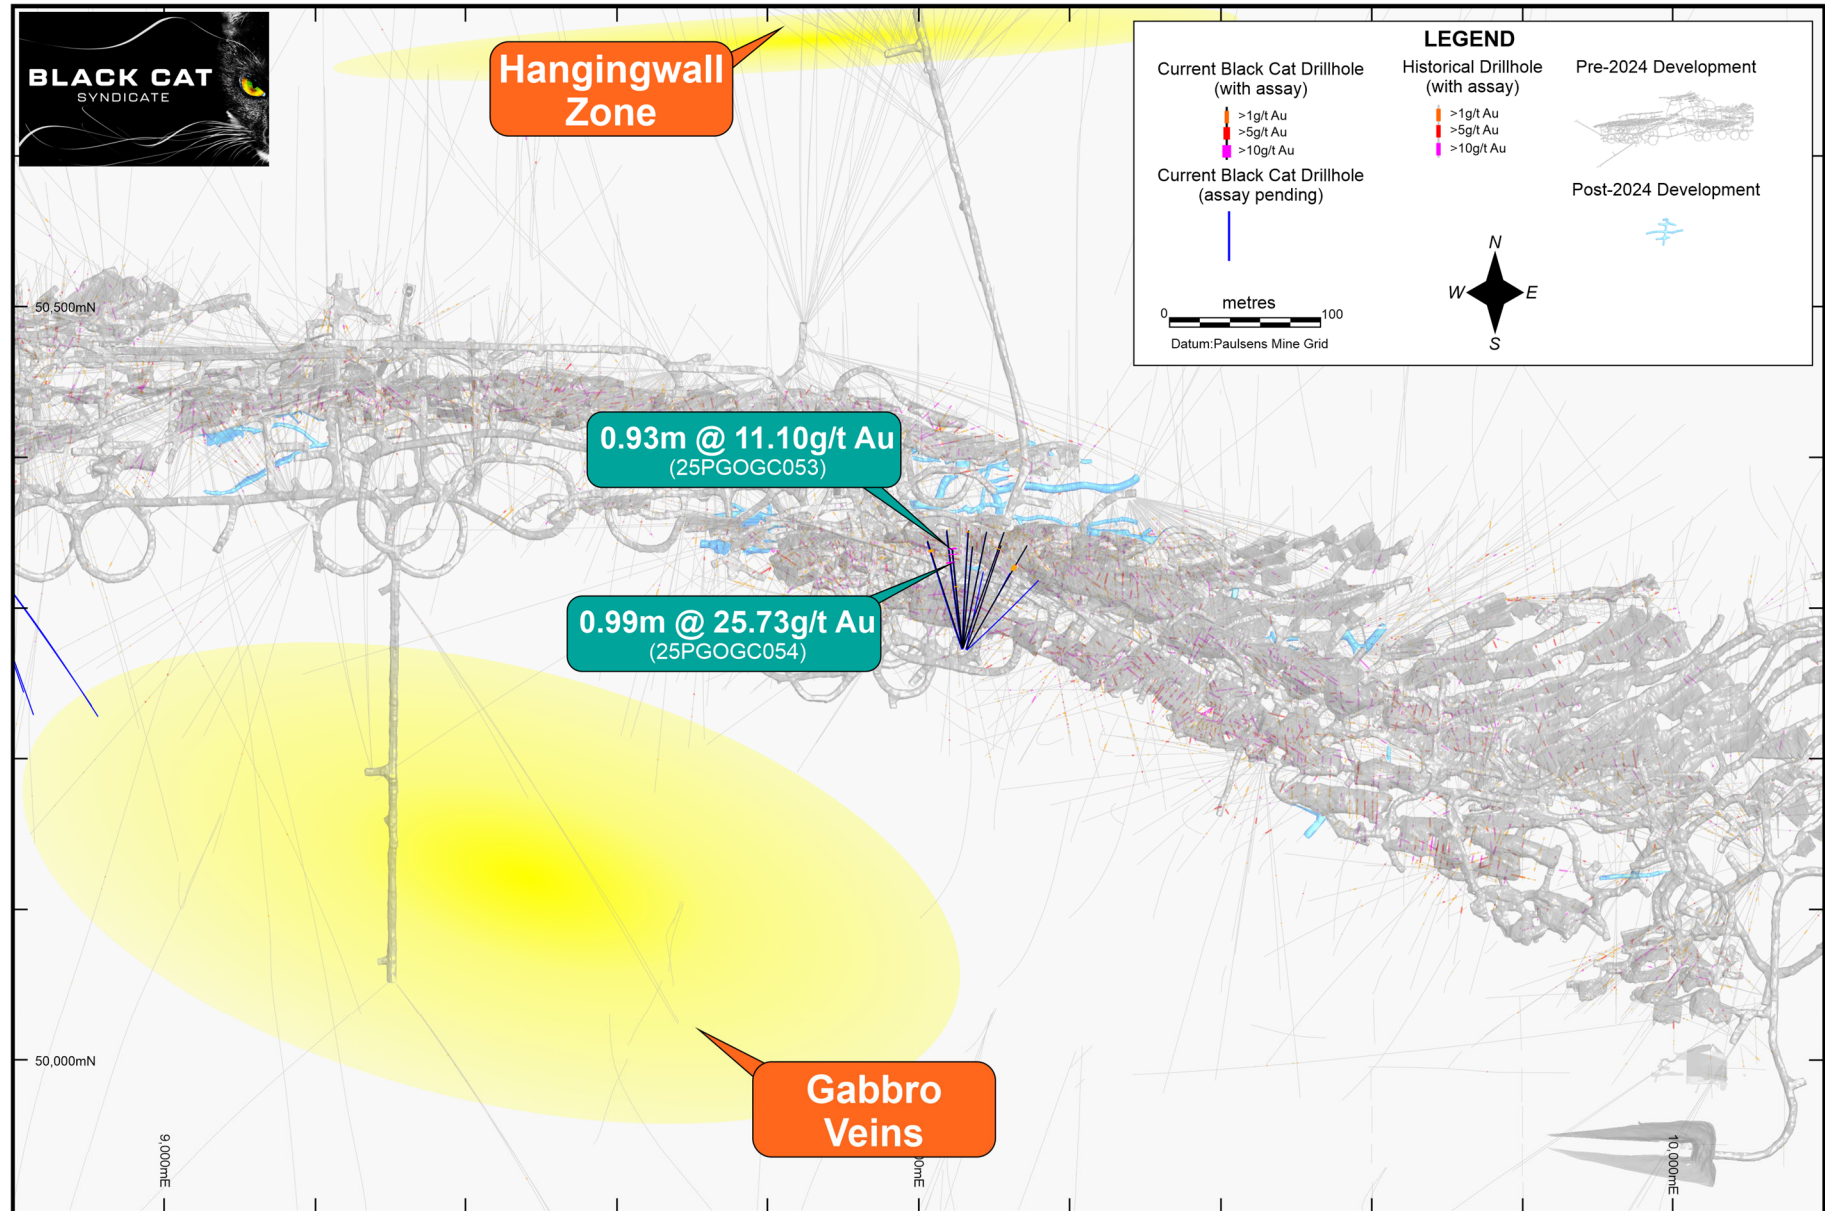 BLACK CAT
SYNDICATE
Hangingwall
Zone
LEGEND
Current Black Cat Drillhole
(with assay)
>1g/t Au
>5g/t Au
>10g/t Au
Current Black Cat Drillhole
(assay pending)
Historical Drillhole
(with assay)
>1g/t Au
>5g/t Au
>10g/t Au
Pre-2024 Development
Post-2024 Development
N
W
E
S
metres
0
100
Datum:Paulsens Mine Grid
50,500mN
0.93m @ 11.10g/t Au
(25PGOGC053)
0.99m @ 25.73g/t Au
(25PGOGC054)
50,000mN
Gabbro
Veins
9,000mE
00mE
10,000mE